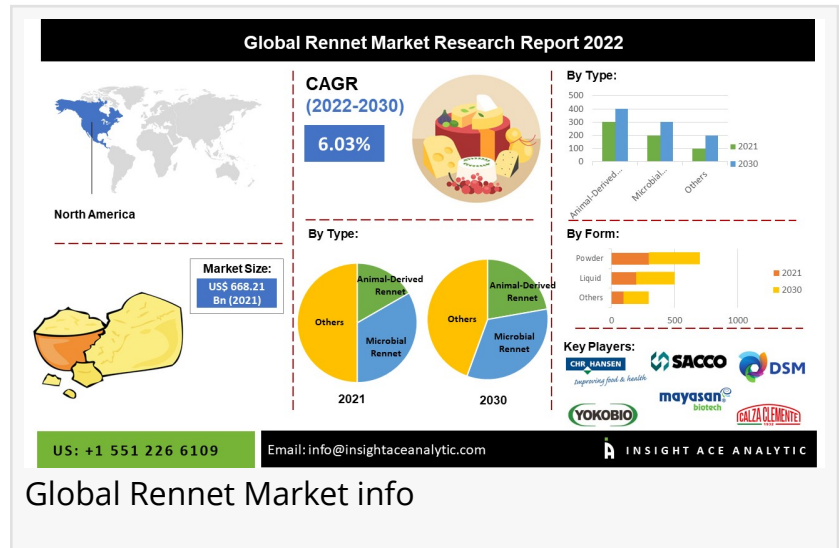 Global Rennet Market Research Report 2022
North America
Market Size:
US$ 668.21
Bn (2021)
CAGR
(2022-2030)
6.03%
By Type:
Animal-Derived
Rennet
Microbial
Rennet
Others
2021
Animal-Derived
Rennet
Microbial
Rennet
Others
2030
By Type:
500
400
300
200
100
0
Animal-Derived...
Microbial...
Others
2021
2030
By Form:
Powder
Liquid
Others
0
500
1000
2021
2030
Key Players:
CHR HANSEN
Improving food & health
SACCO
DSM
YOKOBIO
mayasan
biotech
CALZA CLEMENTE
US: +1 551 226 6109
Email: info@insightaceanalytic.com
INSIGHT ACE ANALYTIC
Global Rennet Market info